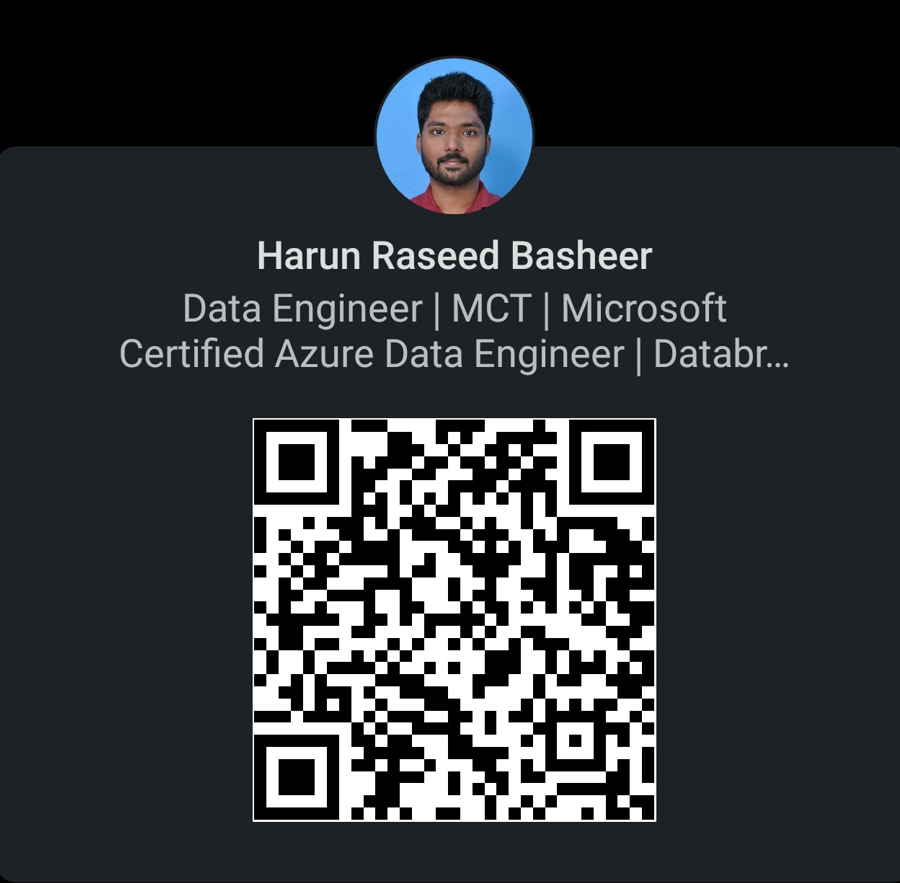 Harun Raseed Basheer
Data Engineer | MCT | Microsoft
Certified Azure Data Engineer | Databr...